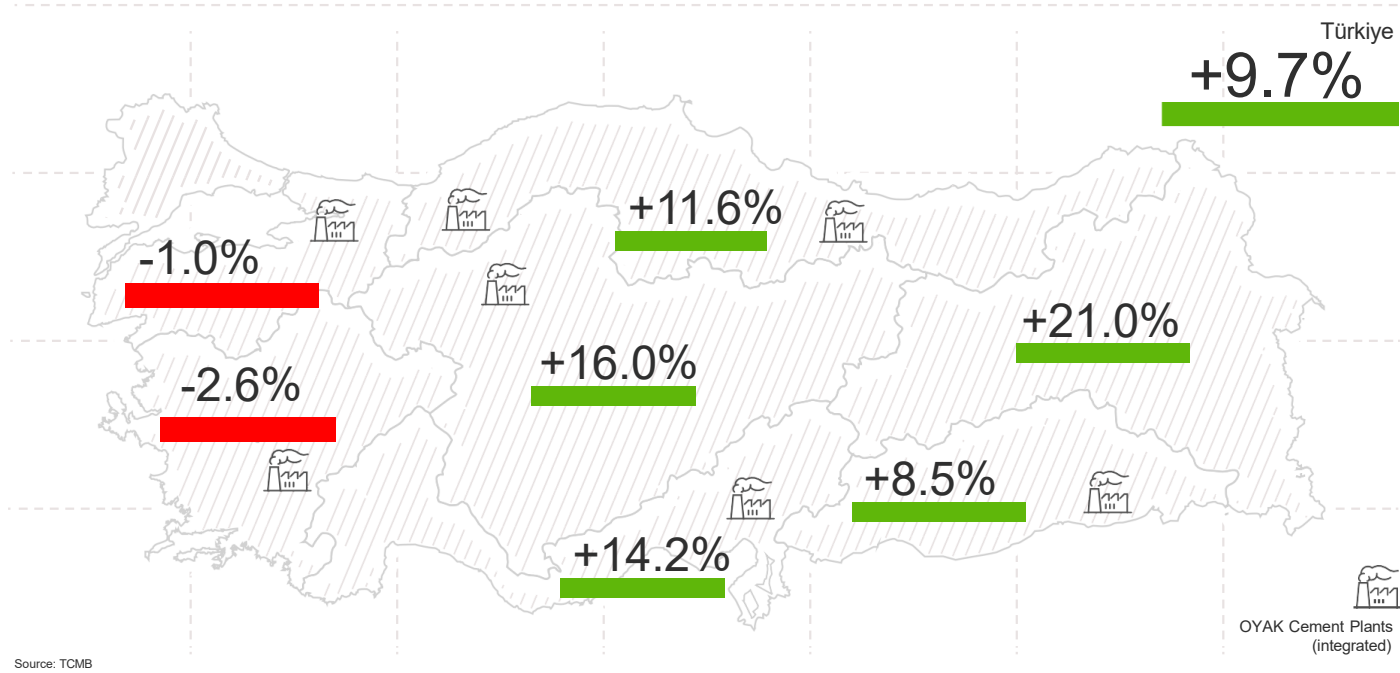 Türkiye
+9.7%
+11.6%
-1.0%
+21.0%
+16.0%
-2.6%
+8.5%
+14.2%
OYAK Cement Plants
(integrated)
Source: TCMB